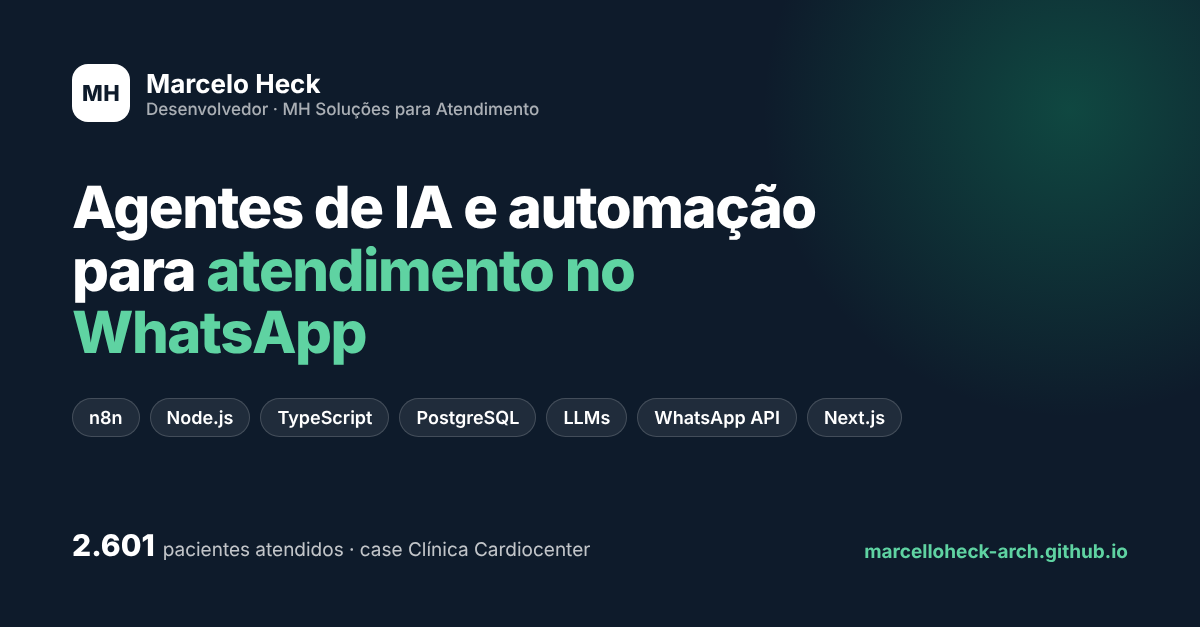 MH
Marcelo Heck
Desenvolvedor · MH Soluções para Atendimento
Agentes de IA e automação
para atendimento no
WhatsApp
n8n
Node.js
TypeScript
PostgreSQL
LLMs
WhatsApp API
Next.js
2.601 pacientes atendidos · case Clínica Cardiocenter
marcelloheck-arch.github.io